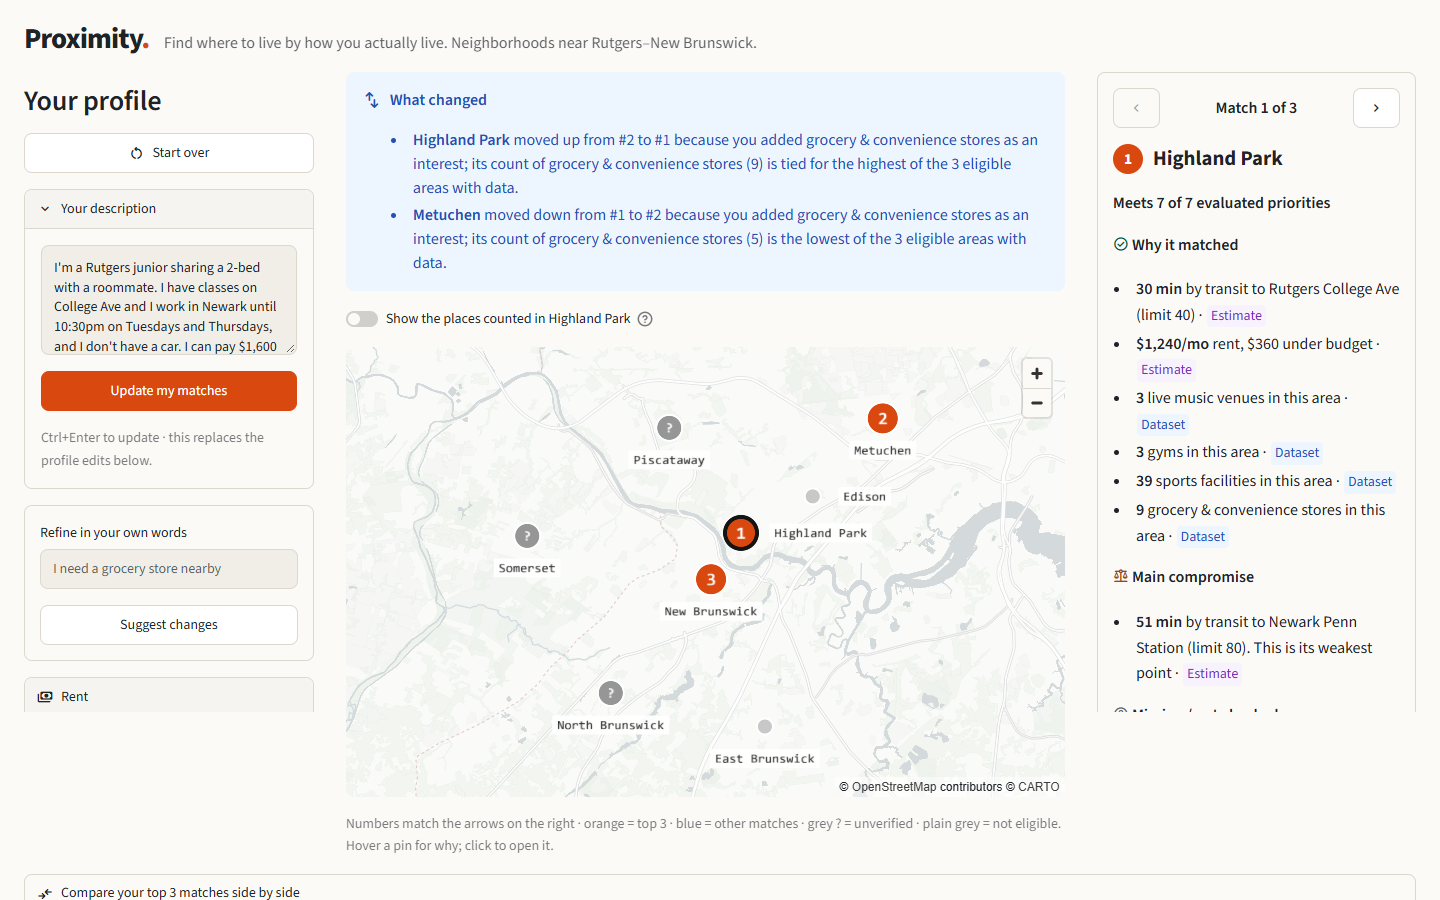 Proximity.
Find where to live by how you actually live. Neighborhoods near Rutgers–New Brunswick.
Your profile
Start over
Your description
I'm a Rutgers junior sharing a 2-bed
with a roommate. I have classes on
College Ave and I work in Newark until
10:30pm on Tuesdays and Thursdays,
and I don't have a car. I can pay $1,600
Update my matches
Ctrl+Enter to update · this replaces the
profile edits below.
Refine in your own words
I need a grocery store nearby
Suggest changes
Rent
What changed
• Highland Park moved up from #2 to #1 because you added grocery & convenience stores as an
interest; its count of grocery & convenience stores (9) is tied for the highest of the 3 eligible
areas with data.
• Metuchen moved down from #1 to #2 because you added grocery & convenience stores as an
interest; its count of grocery & convenience stores (5) is the lowest of the 3 eligible areas with
data.
Show the places counted in Highland Park ?
+
−
2
?
Metuchen
Piscataway
Edison
1
Highland Park
?
Somerset
3
New Brunswick
?
North Brunswick
East Brunswick
© OpenStreetMap contributors © CARTO
Numbers match the arrows on the right · orange = top 3 · blue = other matches · grey ? = unverified · plain grey = not eligible.
Hover a pin for why; click to open it.
‹ Match 1 of 3 ›
1 Highland Park
Meets 7 of 7 evaluated priorities
Why it matched
• 30 min by transit to Rutgers College Ave
(limit 40) · Estimate
• $1,240/mo rent, $360 under budget ·
Estimate
• 3 live music venues in this area ·
Dataset
• 3 gyms in this area · Dataset
• 39 sports facilities in this area · Dataset
• 9 grocery & convenience stores in this
area · Dataset
Main compromise
• 51 min by transit to Newark Penn
Station (limit 80). This is its weakest
point · Estimate
Compare your top 3 matches side by side